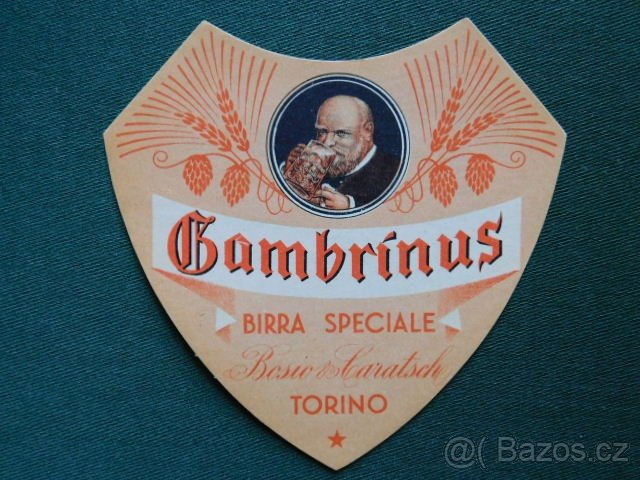 Gambrinus
BIRRA SPECIALE
Bosio & Caratsch
TORINO
@( Bazos.cz